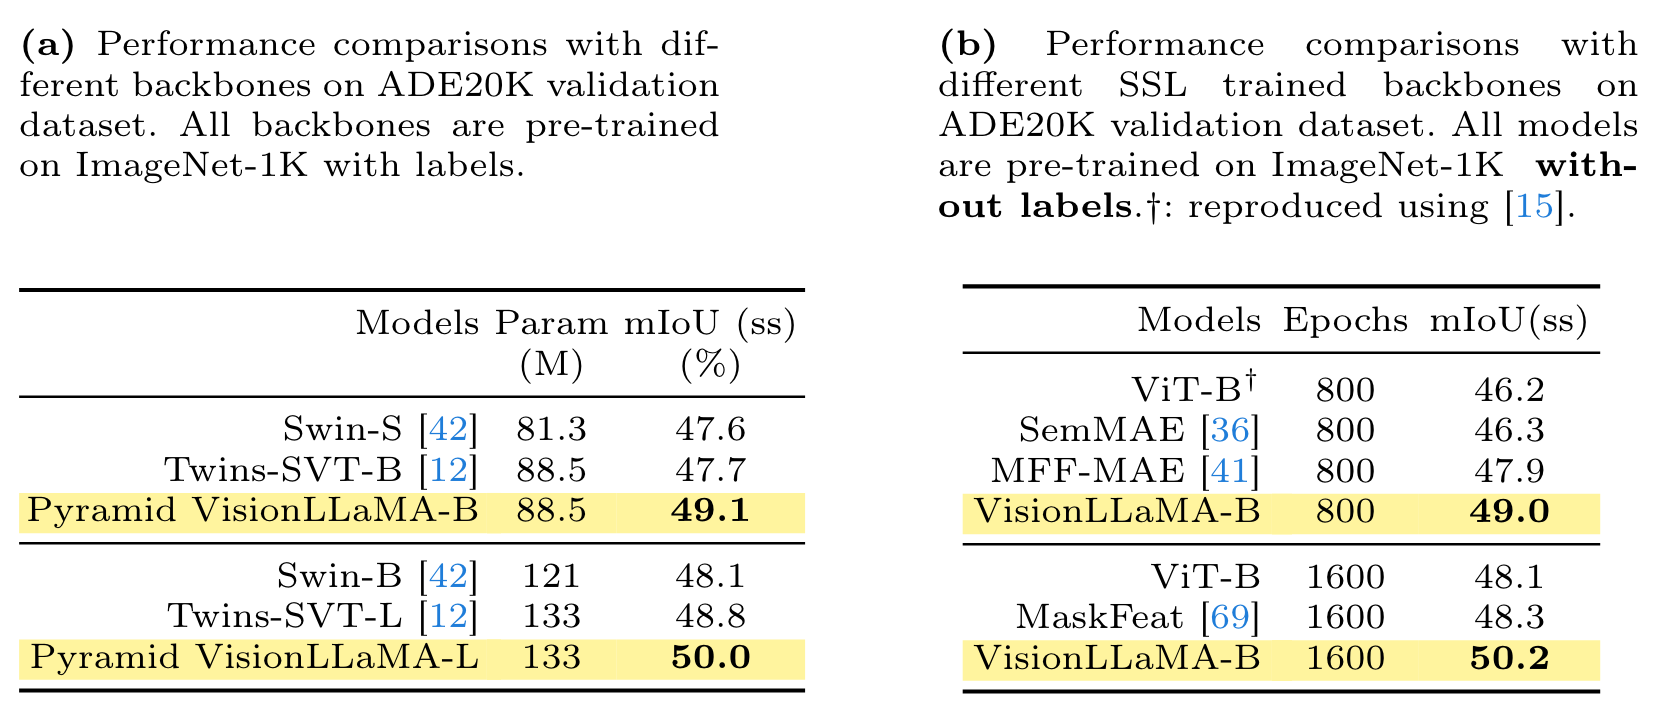 (a) Performance comparisons with dif-
ferent backbones on ADE20K validation
dataset. All backbones are pre-trained
on ImageNet-1K with labels.
Models Param mIoU (ss)
(M) (%)
Swin-S [42] 81.3 47.6
Twins-SVT-B [12] 88.5 47.7
Pyramid VisionLLaMA-B 88.5 49.1
Swin-B [42] 121 48.1
Twins-SVT-L [12] 133 48.8
Pyramid VisionLLaMA-L 133 50.0
(b) Performance comparisons with
different SSL trained backbones on
ADE20K validation dataset. All models
are pre-trained on ImageNet-1K with-
out labels.†: reproduced using [15].
Models Epochs mIoU(ss)
ViT-B† 800 46.2
SemMAE [36] 800 46.3
MFF-MAE [41] 800 47.9
VisionLLaMA-B 800 49.0
ViT-B 1600 48.1
MaskFeat [69] 1600 48.3
VisionLLaMA-B 1600 50.2